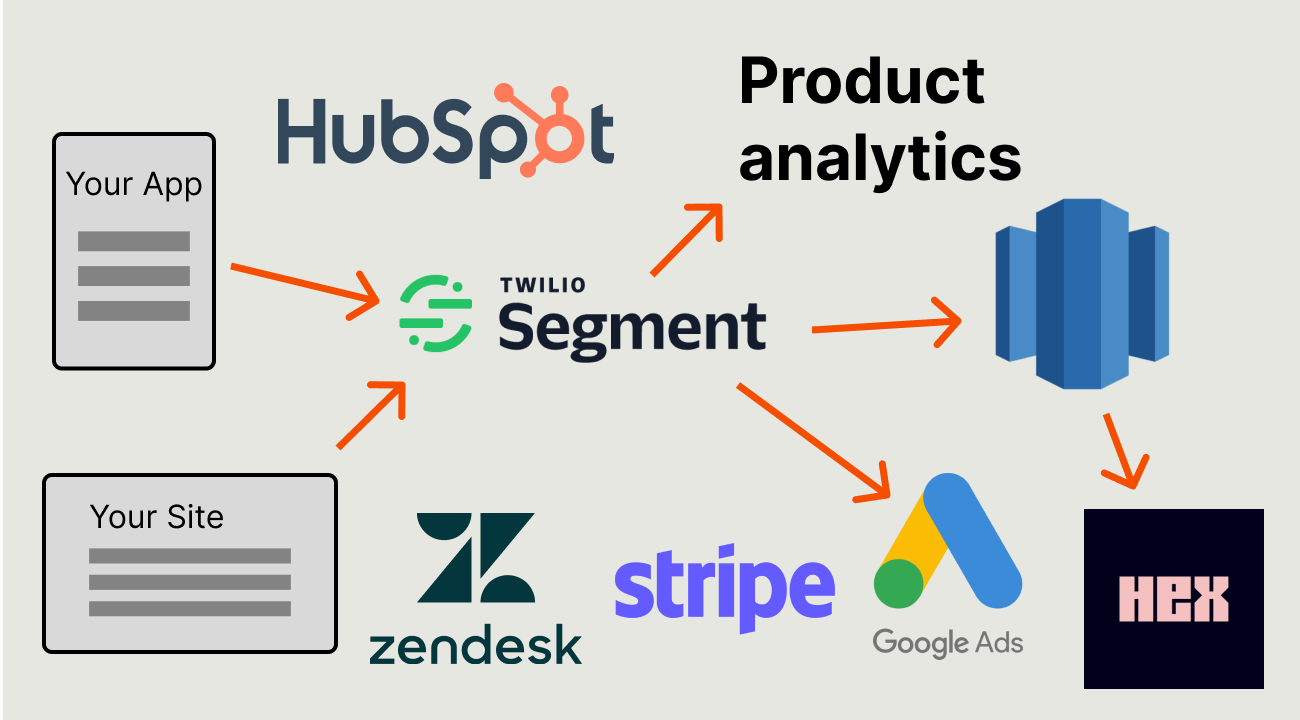 Product
analytics
HubSpot
Your App
TWILIO
Segment
Your Site
zendesk
stripe
Google Ads
HEX